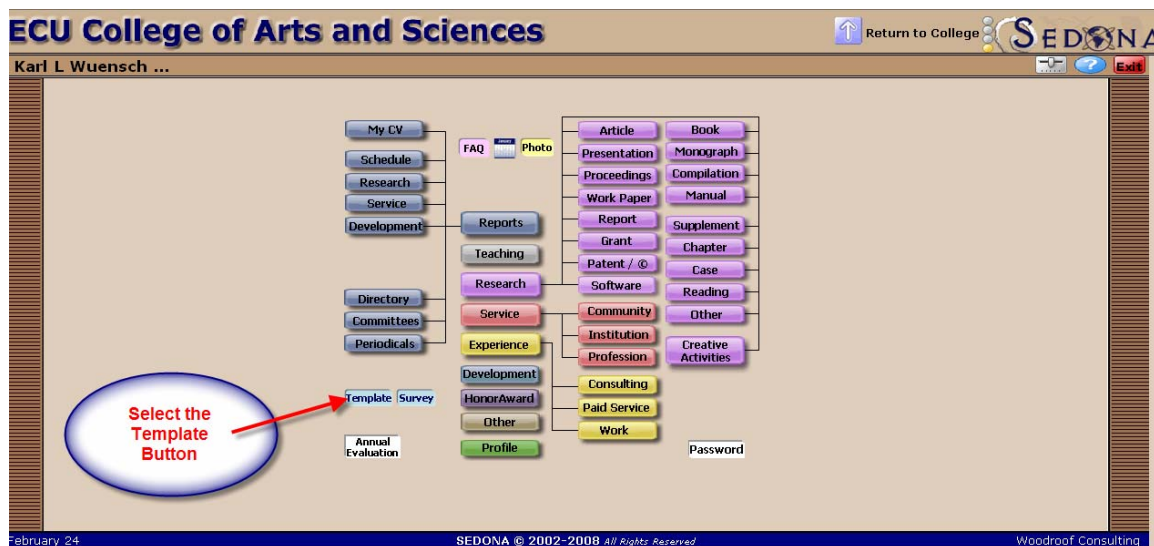 ECU College of Arts and Sciences
Return to College
SEDONA
Karl L Wuensch ...
Exit
My CV
Schedule
Research
Service
Development
Directory
Committees
Periodicals
Template
Survey
Annual
Evaluation
FAQ
Photo
Reports
Teaching
Research
Service
Experience
Development
HonorAward
Other
Profile
Article
Presentation
Proceedings
Work Paper
Report
Grant
Patent / ©
Software
Community
Institution
Profession
Consulting
Paid Service
Work
Book
Monograph
Compilation
Manual
Supplement
Chapter
Case
Reading
Other
Creative
Activities
Password
Select the
Template
Button
February 24
SEDONA © 2002-2008 All Rights Reserved
Woodroof Consulting